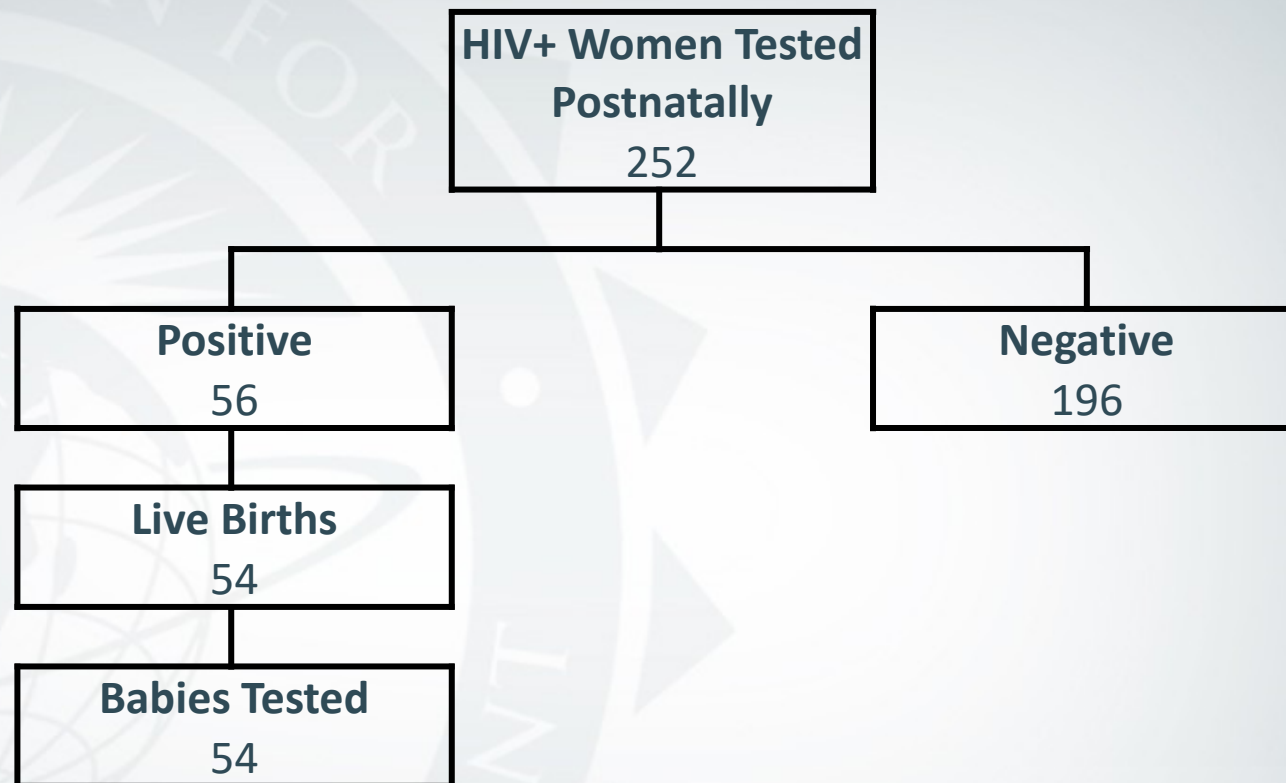 HIV+ Women Tested
Postnatally
252
Positive
56
Negative
196
Live Births
54
Babies Tested
54